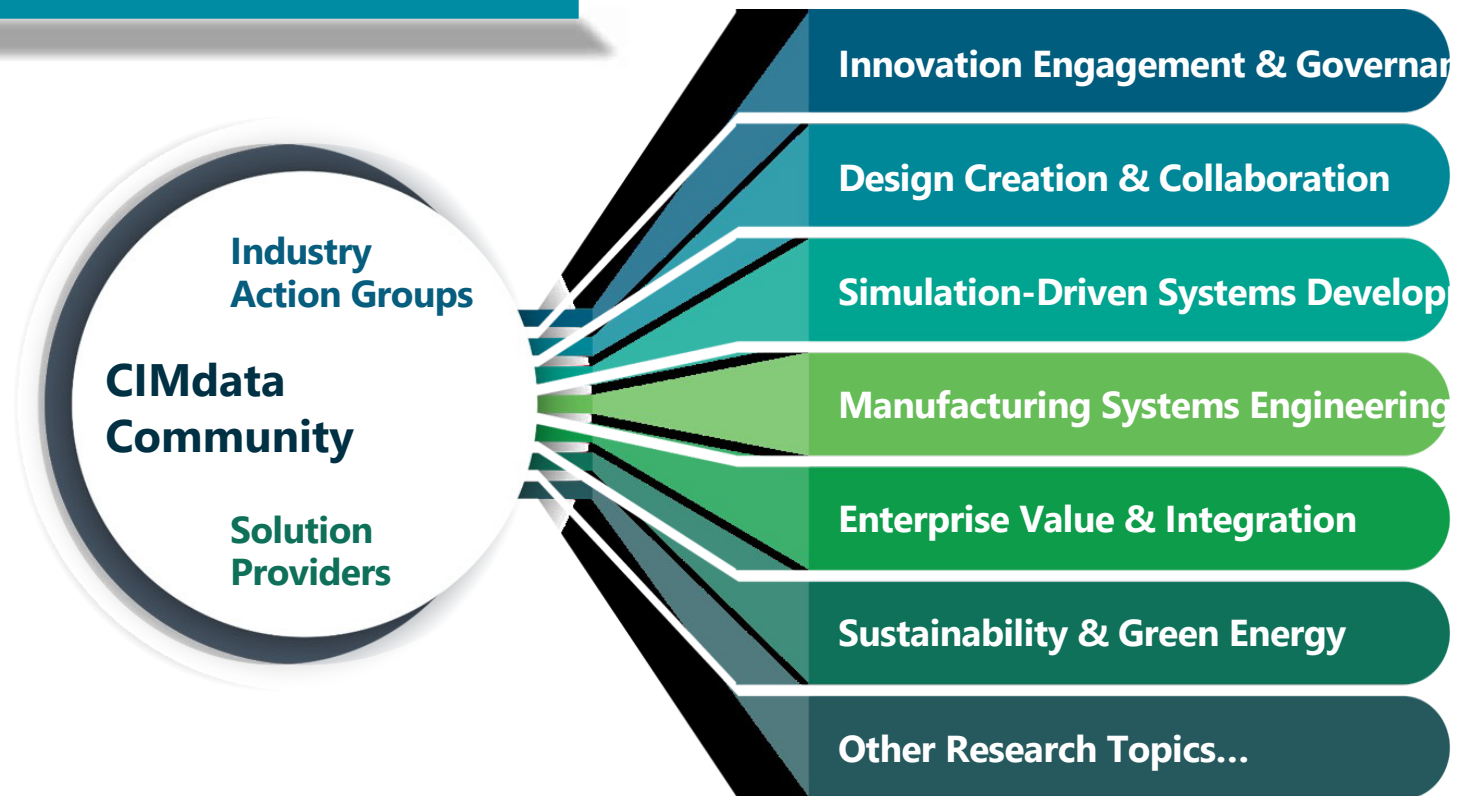 Industry
Action Groups
CIMdata
Community
Solution
Providers
Innovation Engagement & Governan
Design Creation & Collaboration
Simulation-Driven Systems Develop
Manufacturing Systems Engineering
Enterprise Value & Integration
Sustainability & Green Energy
Other Research Topics…